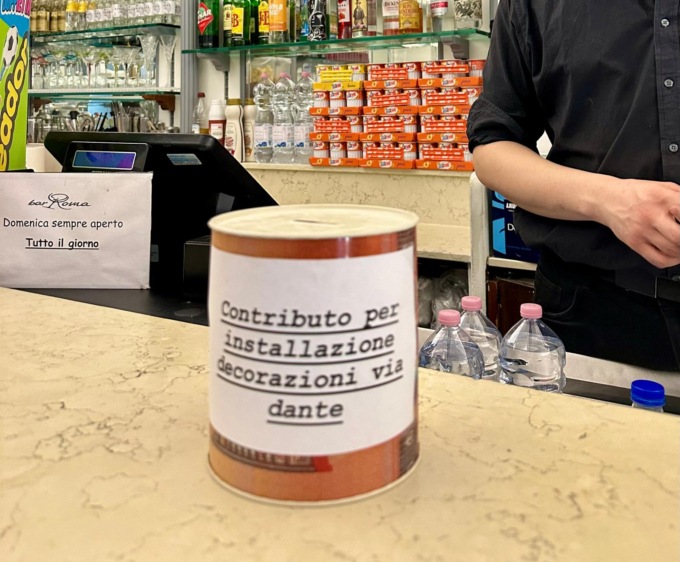 bar Roma
Domenica sempre aperto
Tutto il giorno
Contributo per
installazione
decorazioni via
dante